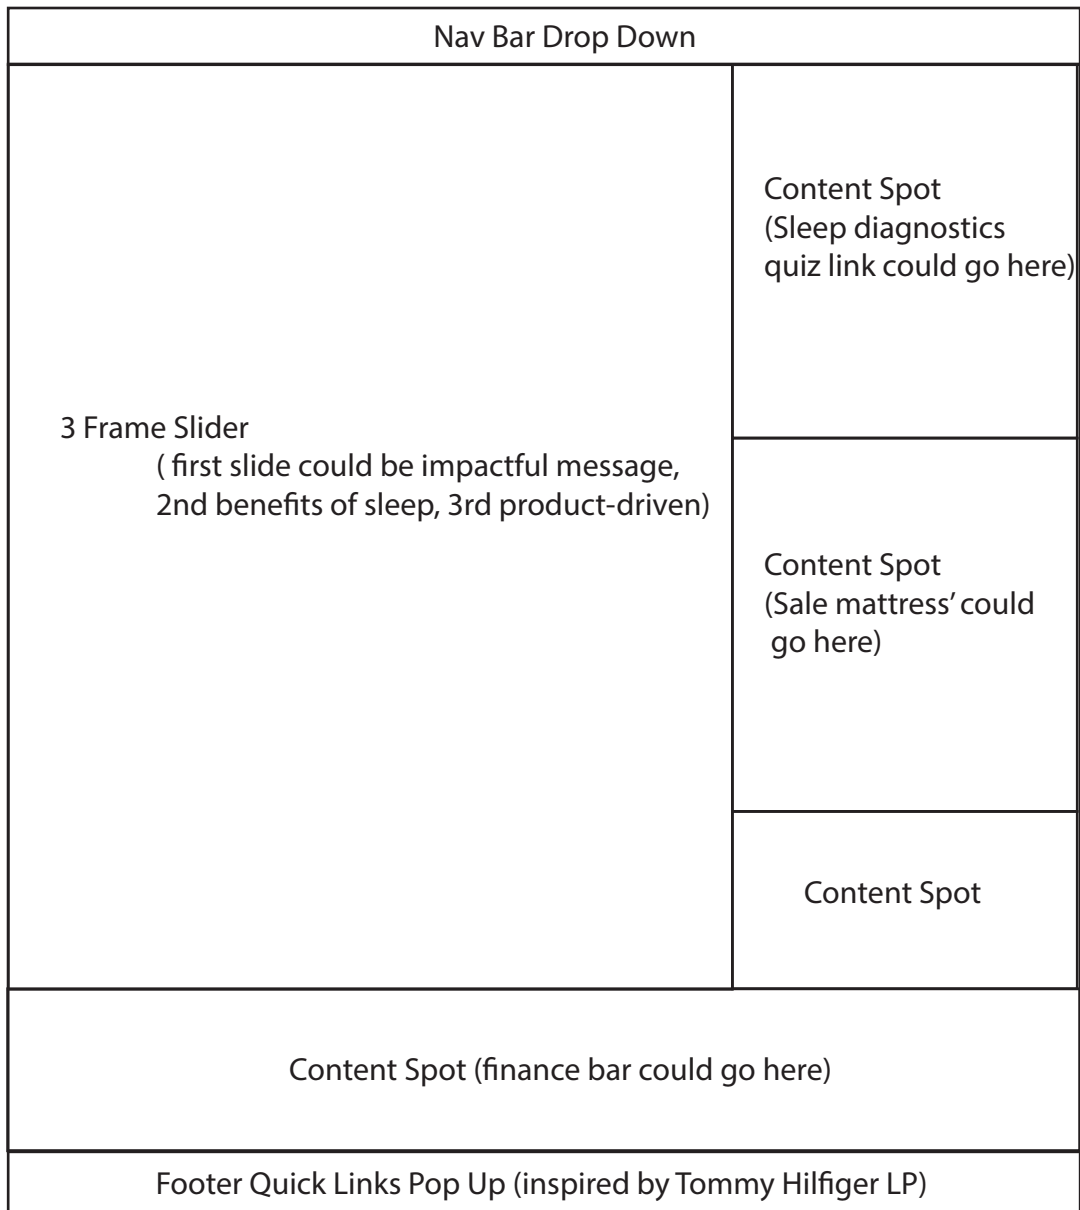 Nav Bar Drop Down
Content Spot
(Sleep diagnostics
quiz link could go here)
3 Frame Slider
( first slide could be impactful message,
2nd benefits of sleep, 3rd product-driven)
Content Spot
(Sale mattress’ could
go here)
Content Spot
Content Spot (finance bar could go here)
Footer Quick Links Pop Up (inspired by Tommy Hilfiger LP)